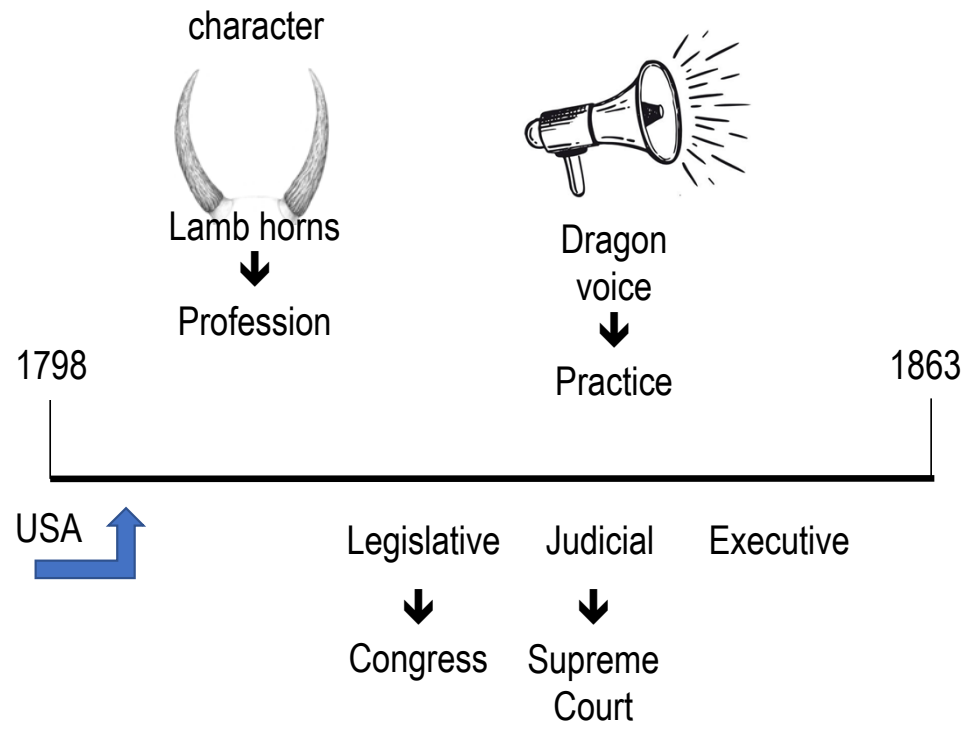 character
Lamb horns
🡻
Profession
Dragon
voice
🡻
Practice
1798
1863
USA
Legislative
Judicial
Executive
🡻
🡻
Congress
Supreme
Court